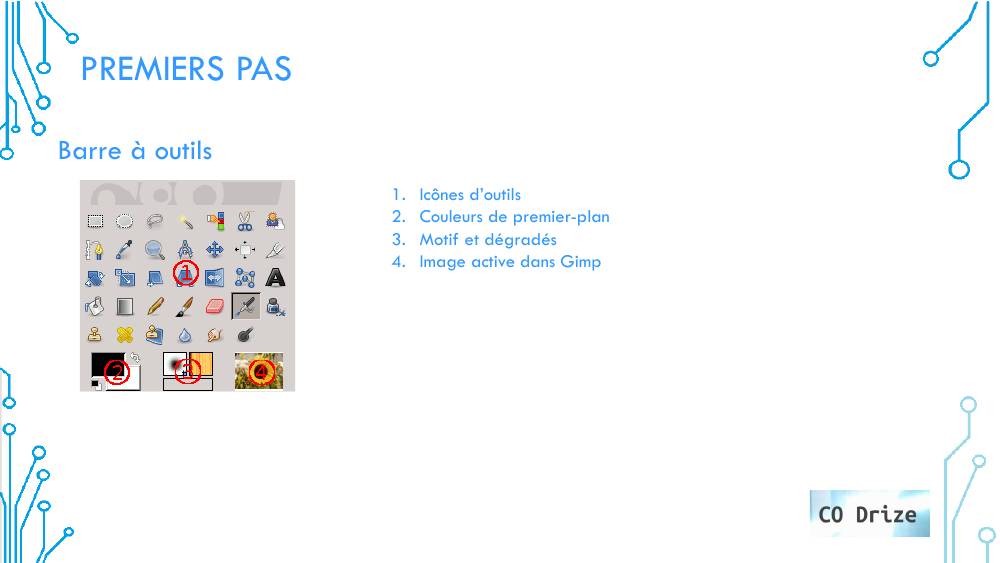 PREMIERS PAS
Barre à outils
1. Icônes d'outils
2. Couleurs de premier-plan
3. Motif et dégradés
4. Image active dans Gimp
1
2
3
4
CO Drize